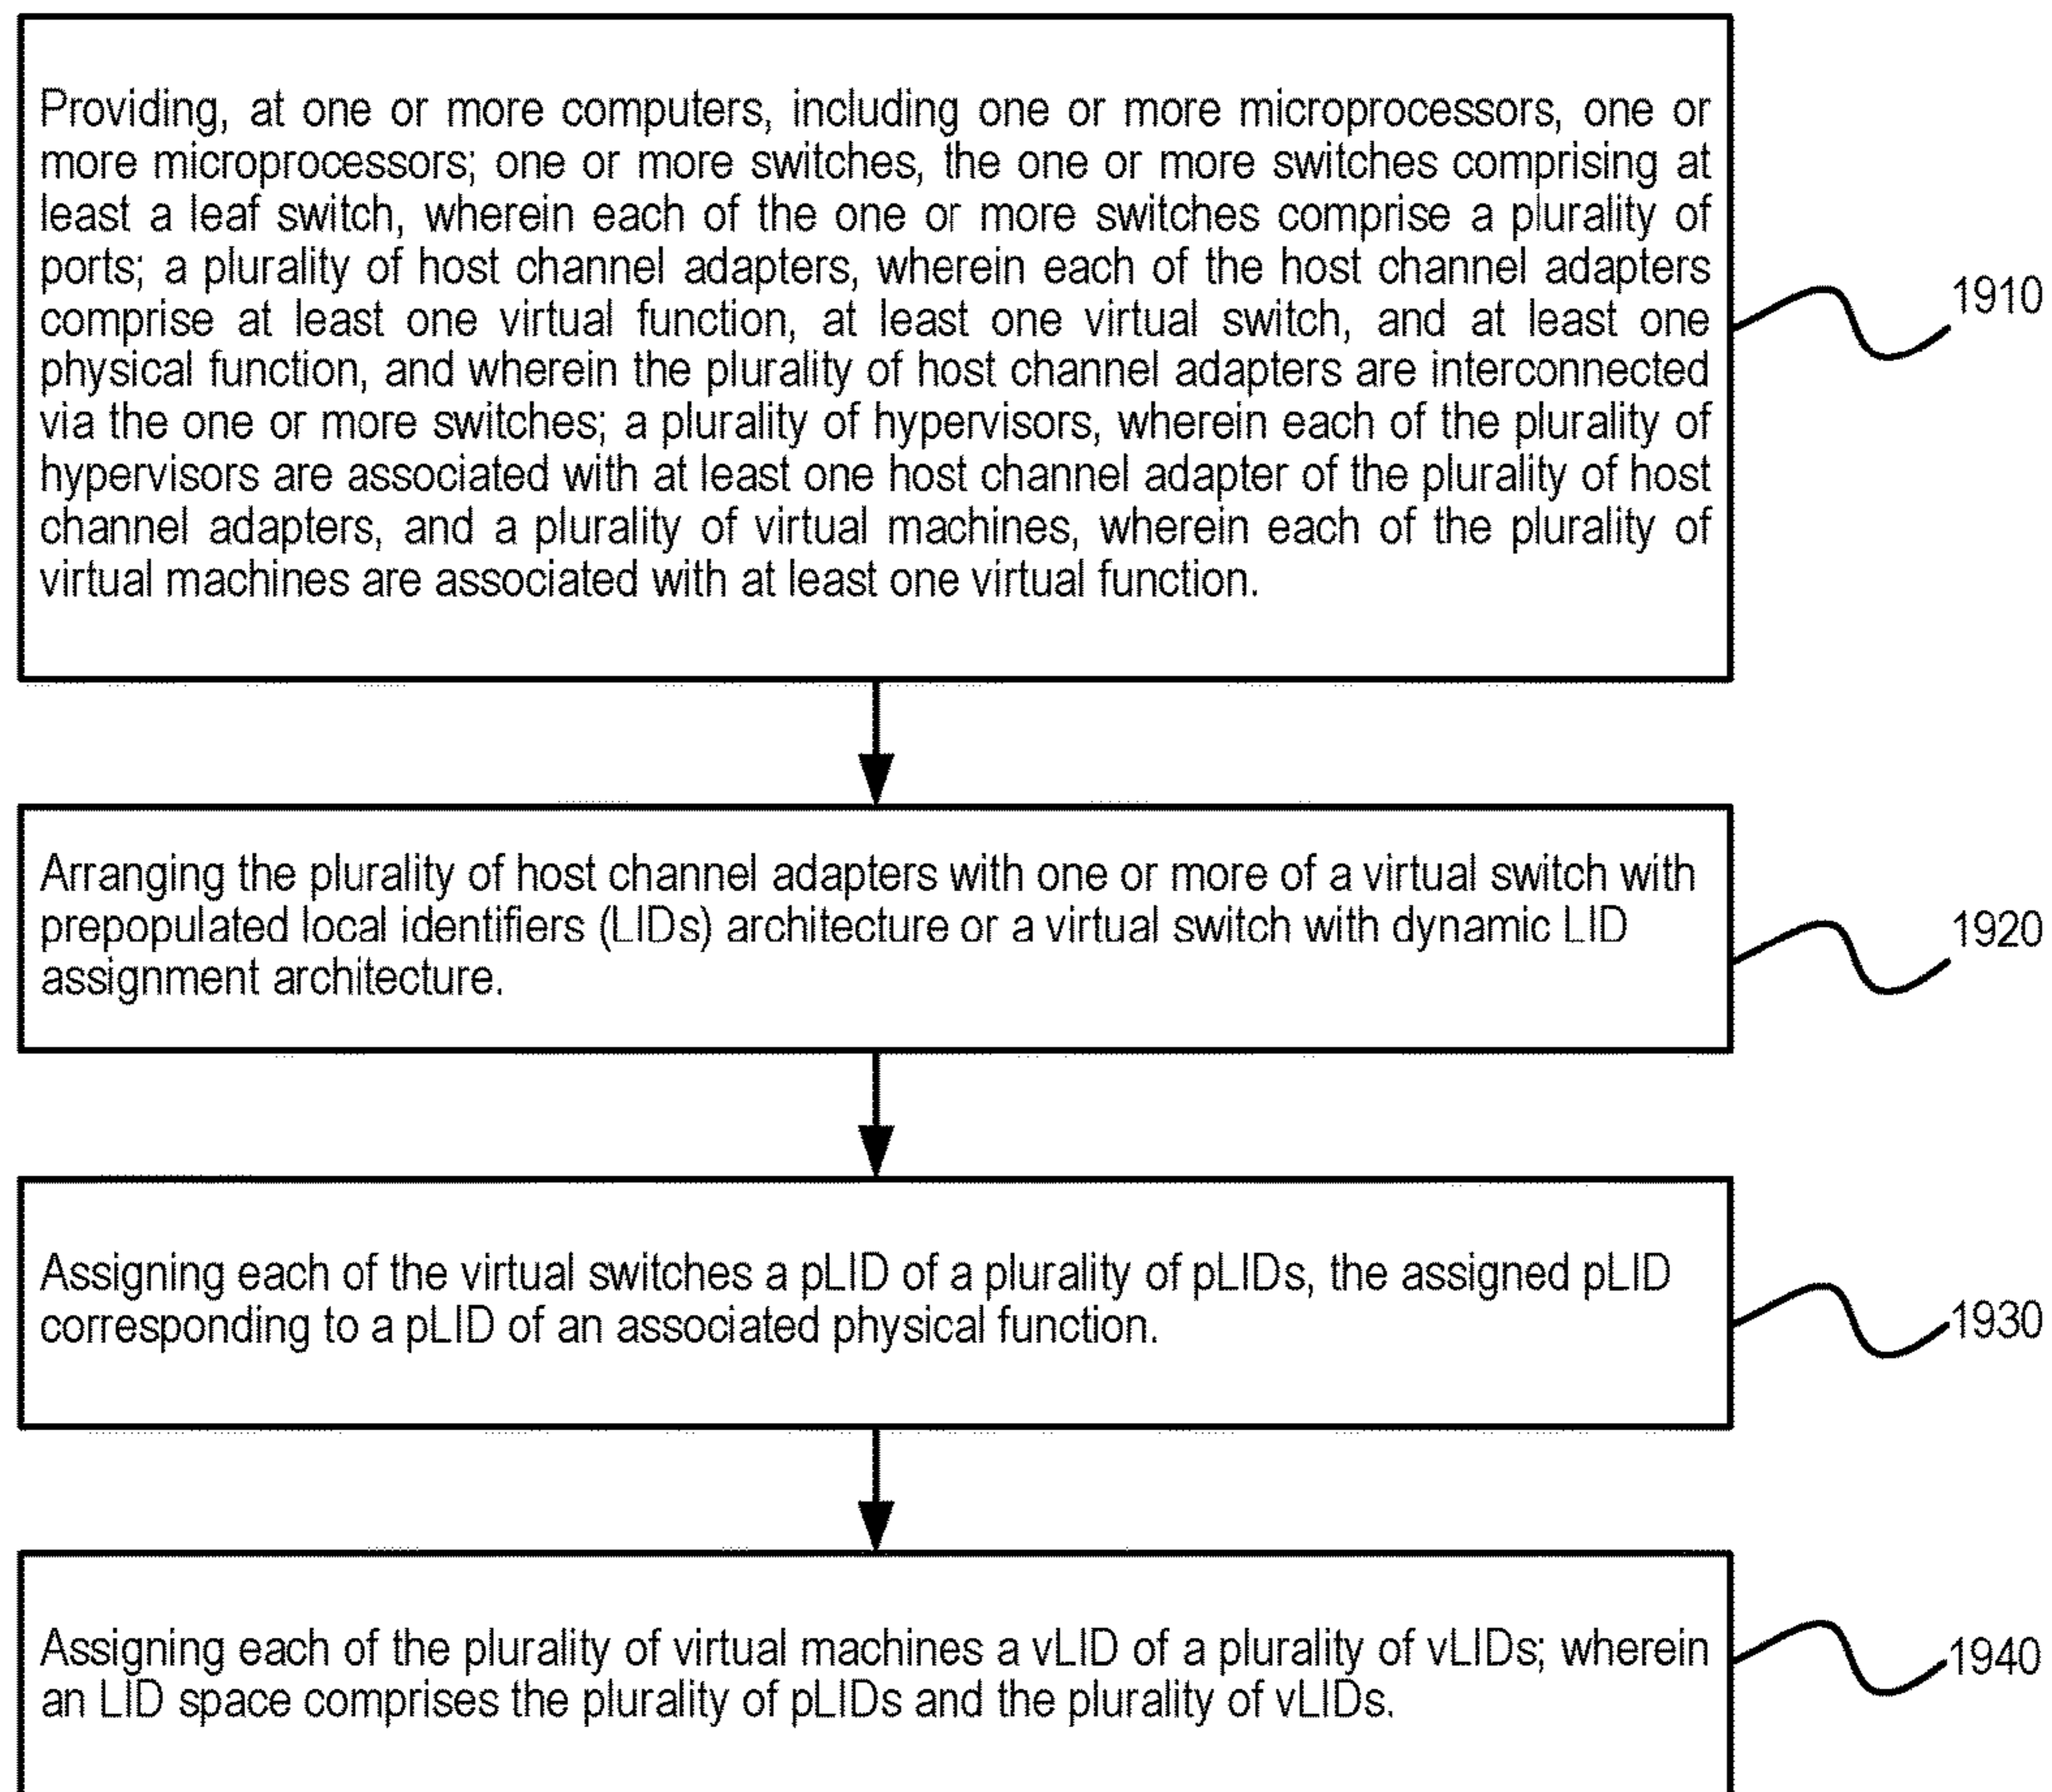 Providing, at one or more computers, including one or more microprocessors, one or
more microprocessors; one or more switches, the one or more switches comprising at
least a leaf switch, wherein each of the one or more switches comprise a plurality of
ports; a plurality of host channel adapters, wherein each of the host channel adapters
comprise at least one virtual function, at least one virtual switch, and at least one
physical function, and wherein the plurality of host channel adapters are interconnected
via the one or more switches; a plurality of hypervisors, wherein each of the plurality of
hypervisors are associated with at least one host channel adapter of the plurality of host
channel adapters, and a plurality of virtual machines, wherein each of the plurality of
virtual machines are associated with at least one virtual function.
1910
Arranging the plurality of host channel adapters with one or more of a virtual switch with
prepopulated local identifiers (LIDs) architecture or a virtual switch with dynamic LID
assignment architecture.
1920
Assigning each of the virtual switches a pLID of a plurality of pLIDs, the assigned pLID
corresponding to a pLID of an associated physical function.
1930
Assigning each of the plurality of virtual machines a vLID of a plurality of vLIDs; wherein
an LID space comprises the plurality of pLIDs and the plurality of vLIDs.
1940